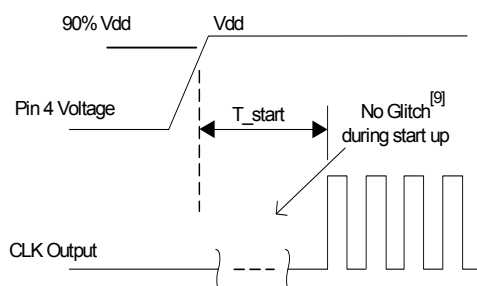 90% Vdd
Vdd
Pin 4 Voltage
T_start
No Glitch[9]
during start up
CLK Output